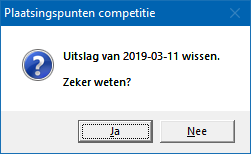 Plaatsingspunten competitie
Uitslag van 2019-03-11 wissen.
Zeker weten?
Ja
Nee